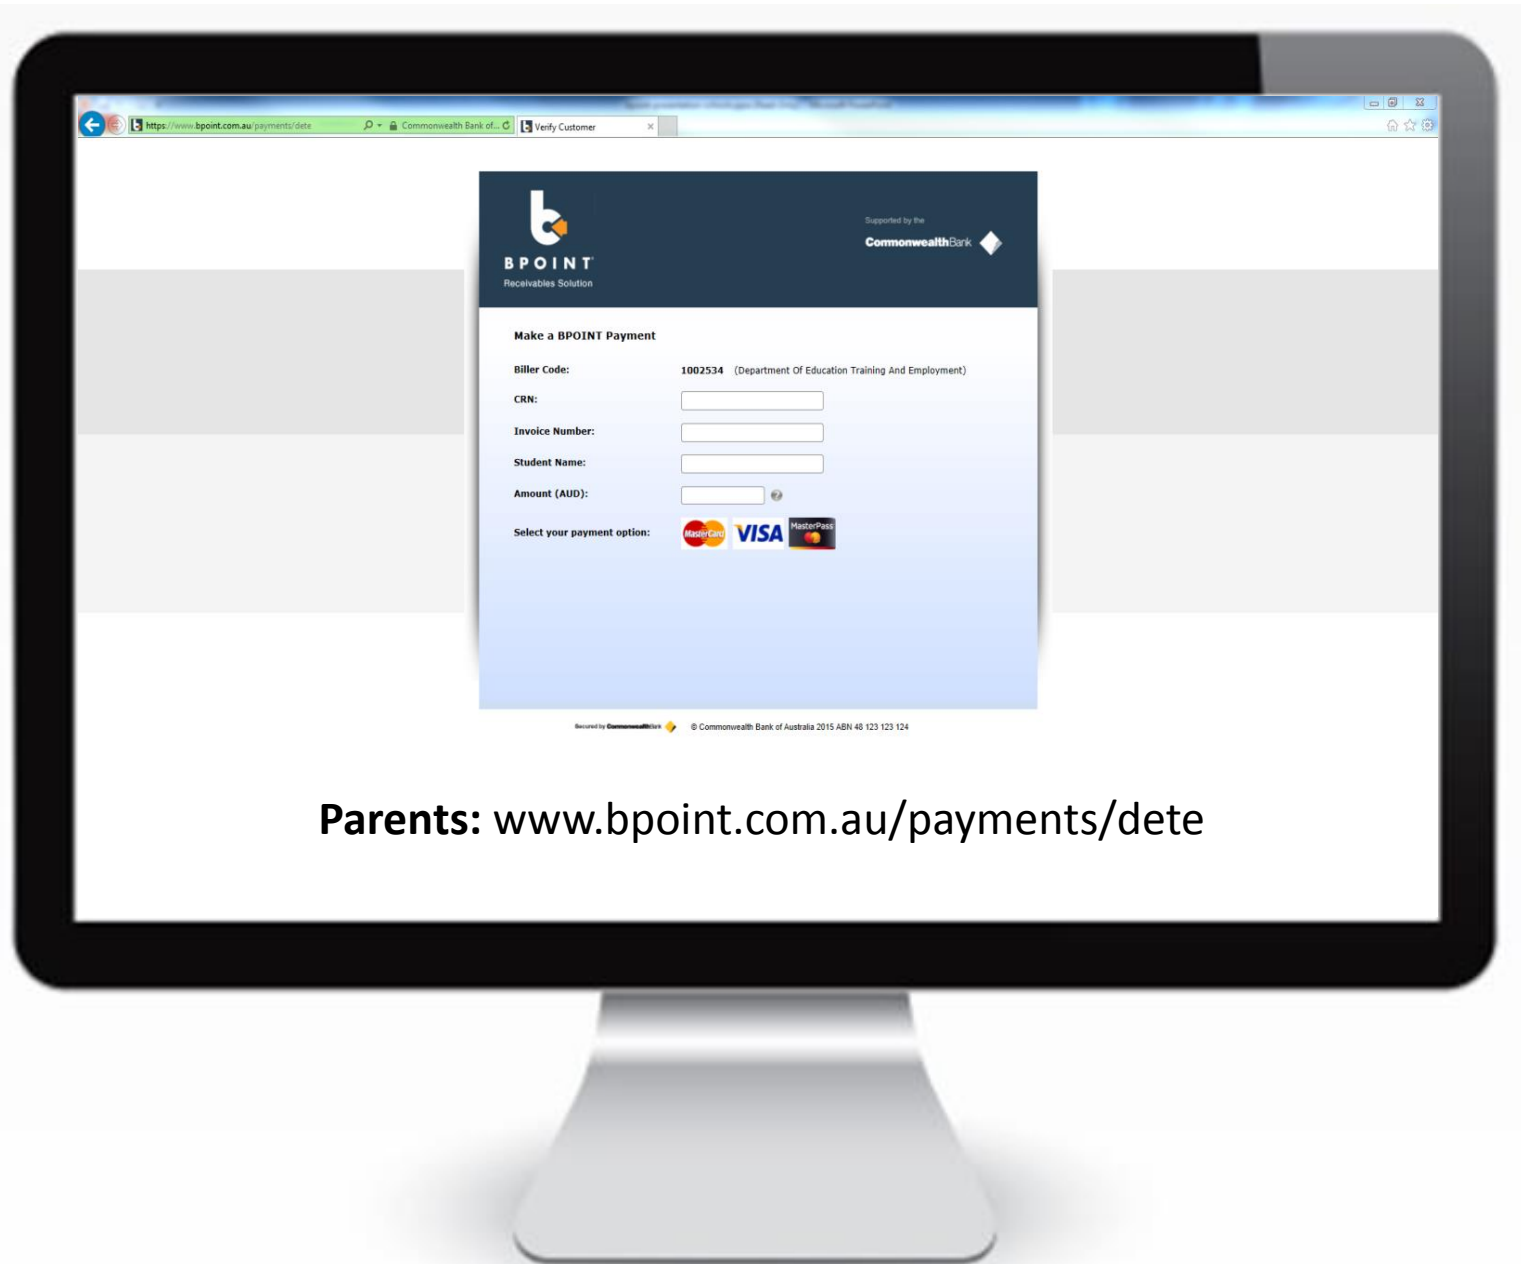 https://www.bpoint.com.au/payments/dete
Commonwealth Bank of...
Verify Customer
b
BPOINT
Receivables Solution
Supported by the
CommonwealthBank
Make a BPOINT Payment
Biller Code: 1002534 (Department Of Education Training And Employment)
CRN:
Invoice Number:
Student Name:
Amount (AUD): ?
Select your payment option: MasterCard VISA MasterPass
Secured by CommonwealthBank © Commonwealth Bank of Australia 2015 ABN 48 123 123 124
Parents: www.bpoint.com.au/payments/dete